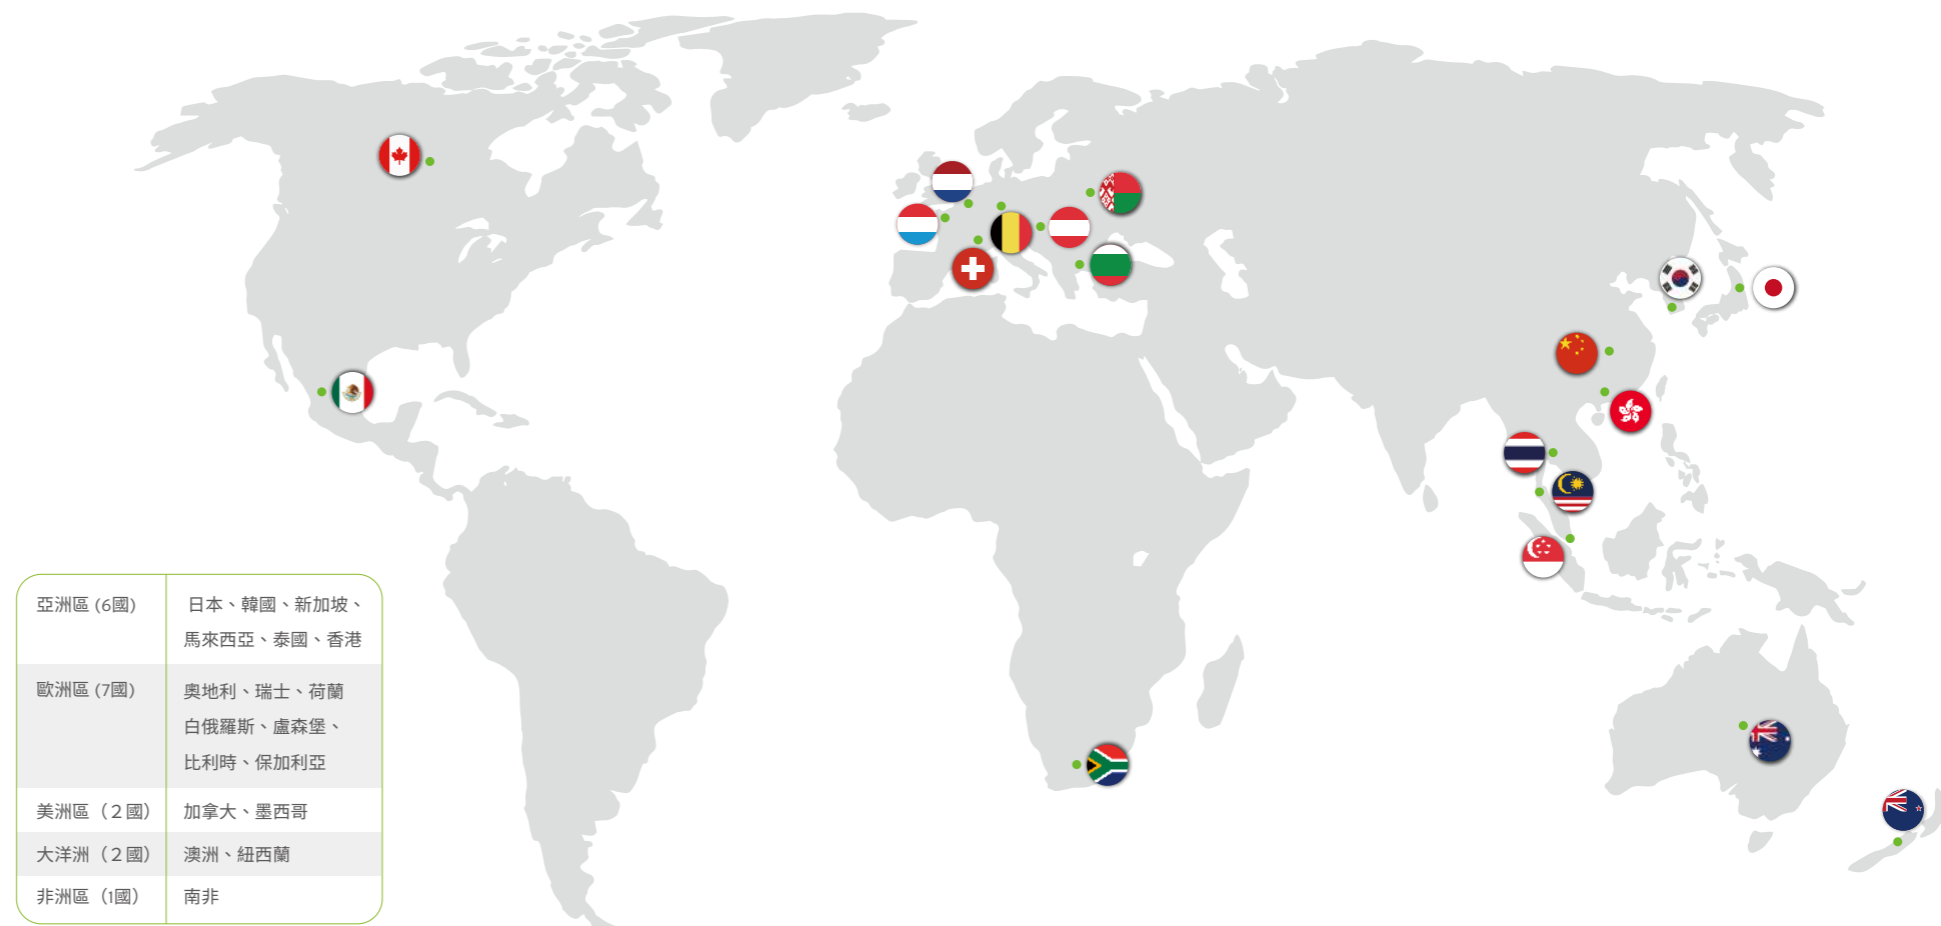 亞洲區 (6國)
日本、韓國、新加坡、
馬來西亞、泰國、香港
歐洲區 (7國)
奧地利、瑞士、荷蘭
白俄羅斯、盧森堡、
比利時、保加利亞
美洲區（２國）
加拿大、墨西哥
大洋洲（２國）
澳洲、紐西蘭
非洲區（1國）
南非